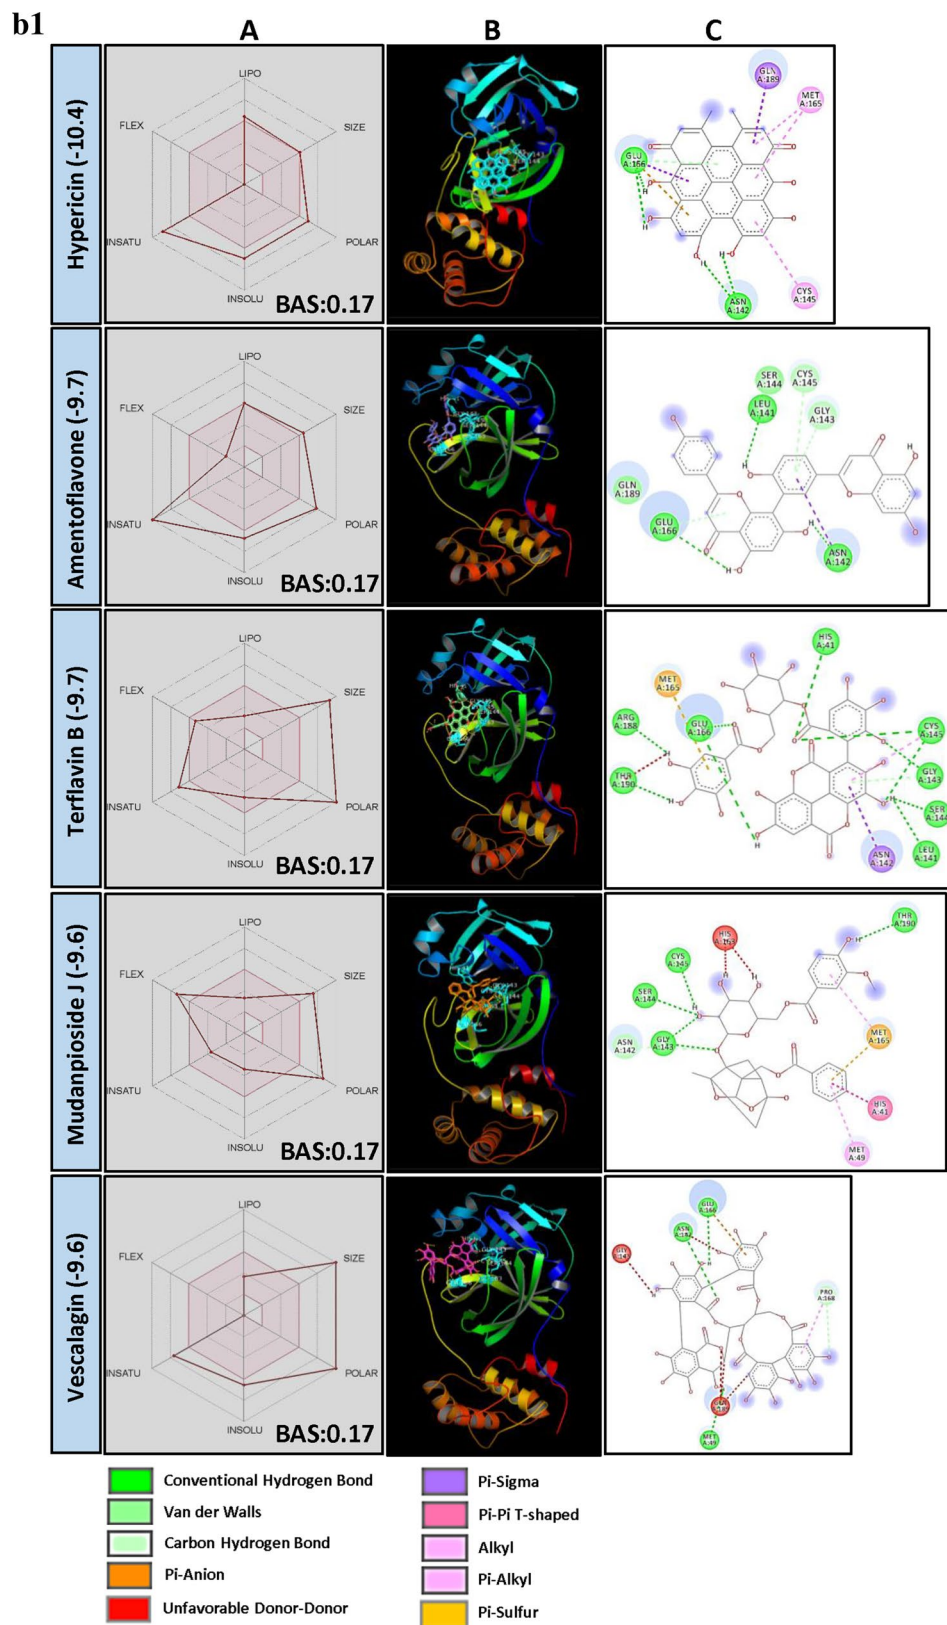 b1
A
B
C
Hypericin (-10.4)
LIPO
FLEX
SIZE
INSATU
POLAR
INSOLU
BAS:0.17
GLN
A:189
MET
A:165
GLU
A:166
ASN
A:142
CYS
A:145
Amentoflavone (-9.7)
LIPO
FLEX
SIZE
INSATU
POLAR
INSOLU
BAS:0.17
SER
A:144
CYS
A:145
LEU
A:141
GLY
A:143
GLN
A:189
GLU
A:166
ASN
A:142
Terflavin B (-9.7)
LIPO
FLEX
SIZE
INSATU
POLAR
INSOLU
BAS:0.17
HIS
A:41
MET
A:165
ARG
A:188
GLU
A:166
CYS
A:145
THR
A:190
GLY
A:143
SER
A:144
ASN
A:142
LEU
A:141
Mudanpioside J (-9.6)
LIPO
FLEX
SIZE
INSATU
POLAR
INSOLU
BAS:0.17
THR
A:190
HIS
A:163
CYS
A:145
SER
A:144
ASN
A:142
GLY
A:143
MET
A:165
HIS
A:41
MET
A:49
Vescalagin (-9.6)
LIPO
FLEX
SIZE
INSATU
POLAR
INSOLU
BAS:0.17
GLU
A:166
ASN
PRO
A:168
MET
A:49
Conventional Hydrogen Bond
Van der Walls
Carbon Hydrogen Bond
Pi-Anion
Unfavorable Donor-Donor
Pi-Sigma
Pi-Pi T-shaped
Alkyl
Pi-Alkyl
Pi-Sulfur